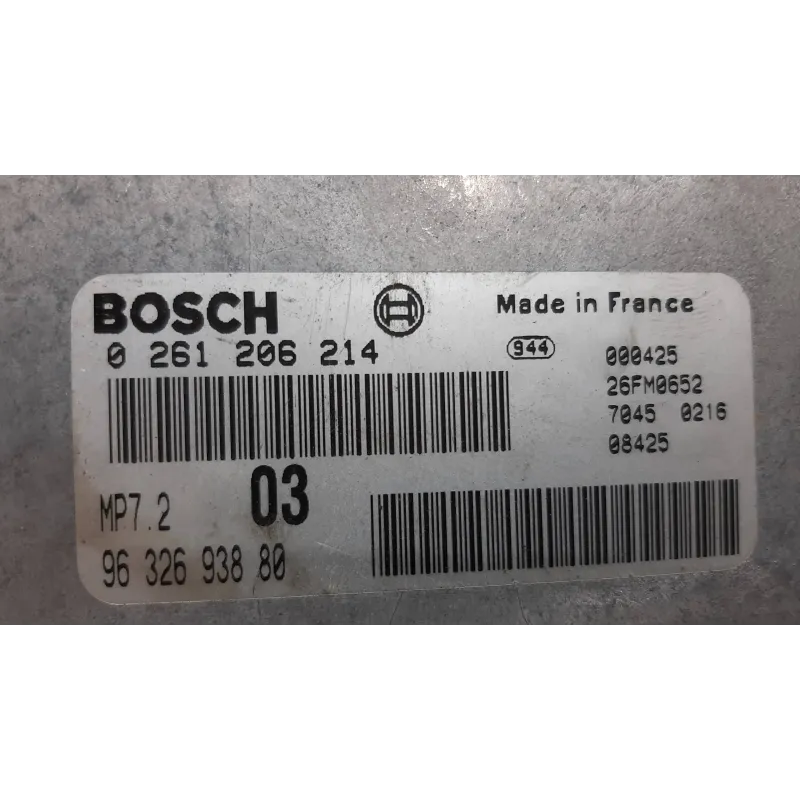 BOSCH
Made in France
0 261 206 214
944
000425
26FM0652
7045 0216
08425
MP7.2
03
96 326 938 80